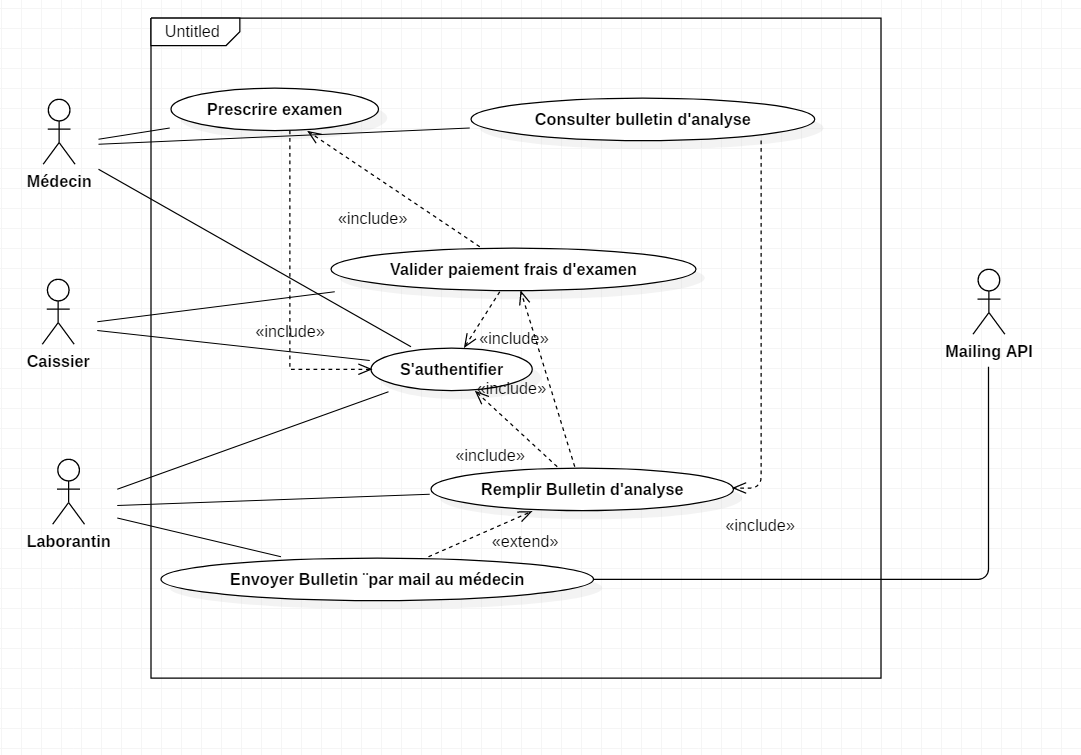 Untitled
Prescrire examen
Consulter bulletin d'analyse
Médecin
«include»
Valider paiement frais d'examen
«include»
«include»
Caissier
Mailing API
S'authentifier
«include»
«include»
Remplir Bulletin d'analyse
«include»
Laborantin
«extend»
Envoyer Bulletin ¨par mail au médecin